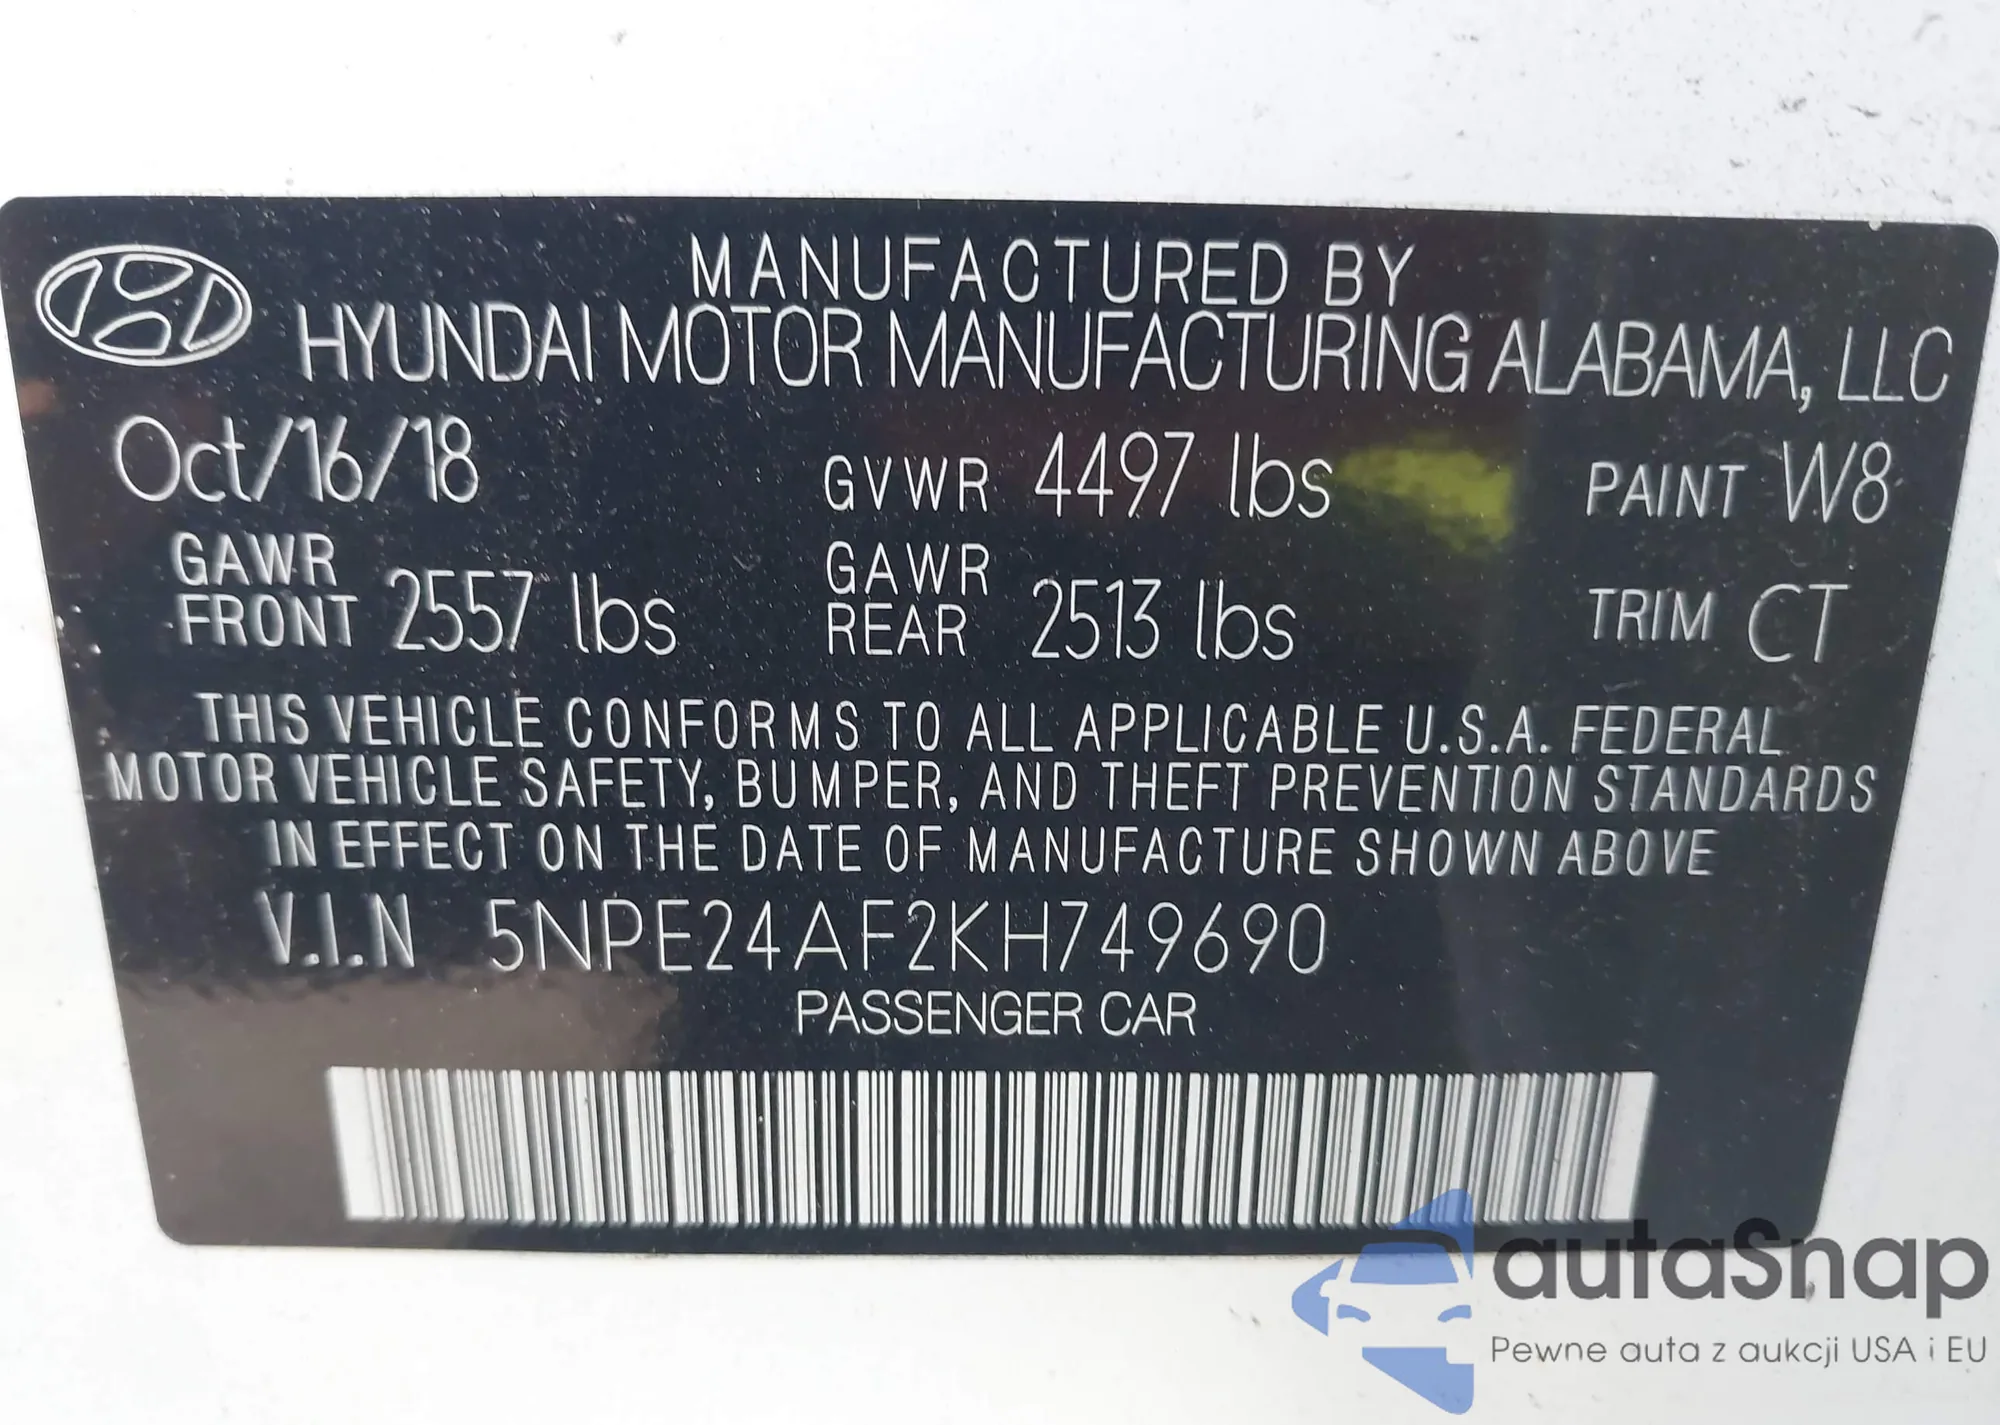 MANUFACTURED BY
HYUNDAI MOTOR MANUFACTURING ALABAMA, LLC
Oct/16/18 GVWR 4497 lbs PAINT W8
GAWR FRONT 2557 lbs GAWR REAR 2513 lbs TRIM CT
THIS VEHICLE CONFORMS TO ALL APPLICABLE U.S.A. FEDERAL
MOTOR VEHICLE SAFETY, BUMPER, AND THEFT PREVENTION STANDARDS
IN EFFECT ON THE DATE OF MANUFACTURE SHOWN ABOVE
V.I.N 5NPE24AF2KH749690
PASSENGER CAR
autaSnap
Pewne auta z aukcji USA i EU